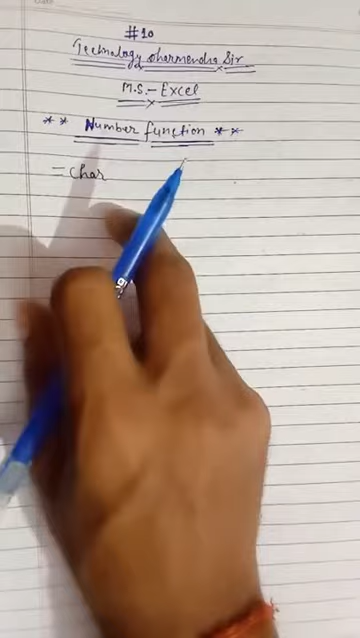 #10
Technology Dharmendra Sir
M.S.-Excel
** Number function **
=char